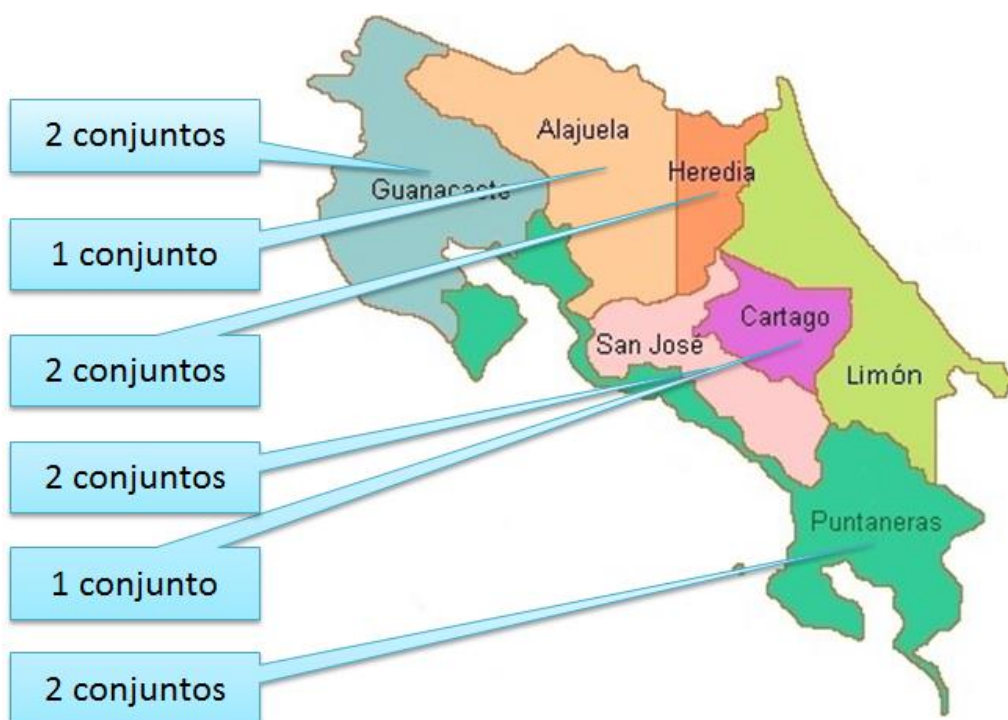 2 conjuntos
1 conjunto
2 conjuntos
2 conjuntos
1 conjunto
2 conjuntos
Alajuela
Heredia
Guanacaste
Cartago
San José
Limón
Puntaneras